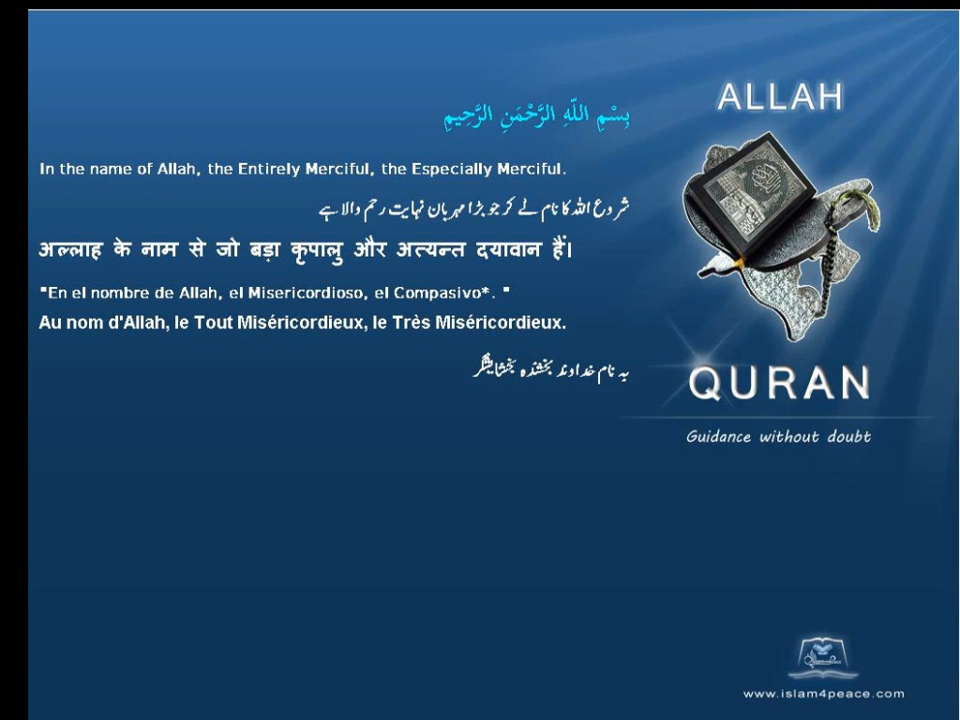 بِسْمِ اللّهِ الرَّحْمَنِ الرَّحِيمِ
In the name of Allah, the Entirely Merciful, the Especially Merciful.
شروع الله کا نام لے کر جو بڑا مہربان نہایت رحم والا ہے
अल्लाह के नाम से जो बड़ा कृपालु और अत्यन्त दयावान हैं।
"En el nombre de Allah, el Misericordioso, el Compasivo*. "
Au nom d'Allah, le Tout Miséricordieux, le Très Miséricordieux.
به نام خداوند بخشنده بخشایشگر
ALLAH
QURAN
Guidance without doubt
www.islam4peace.com